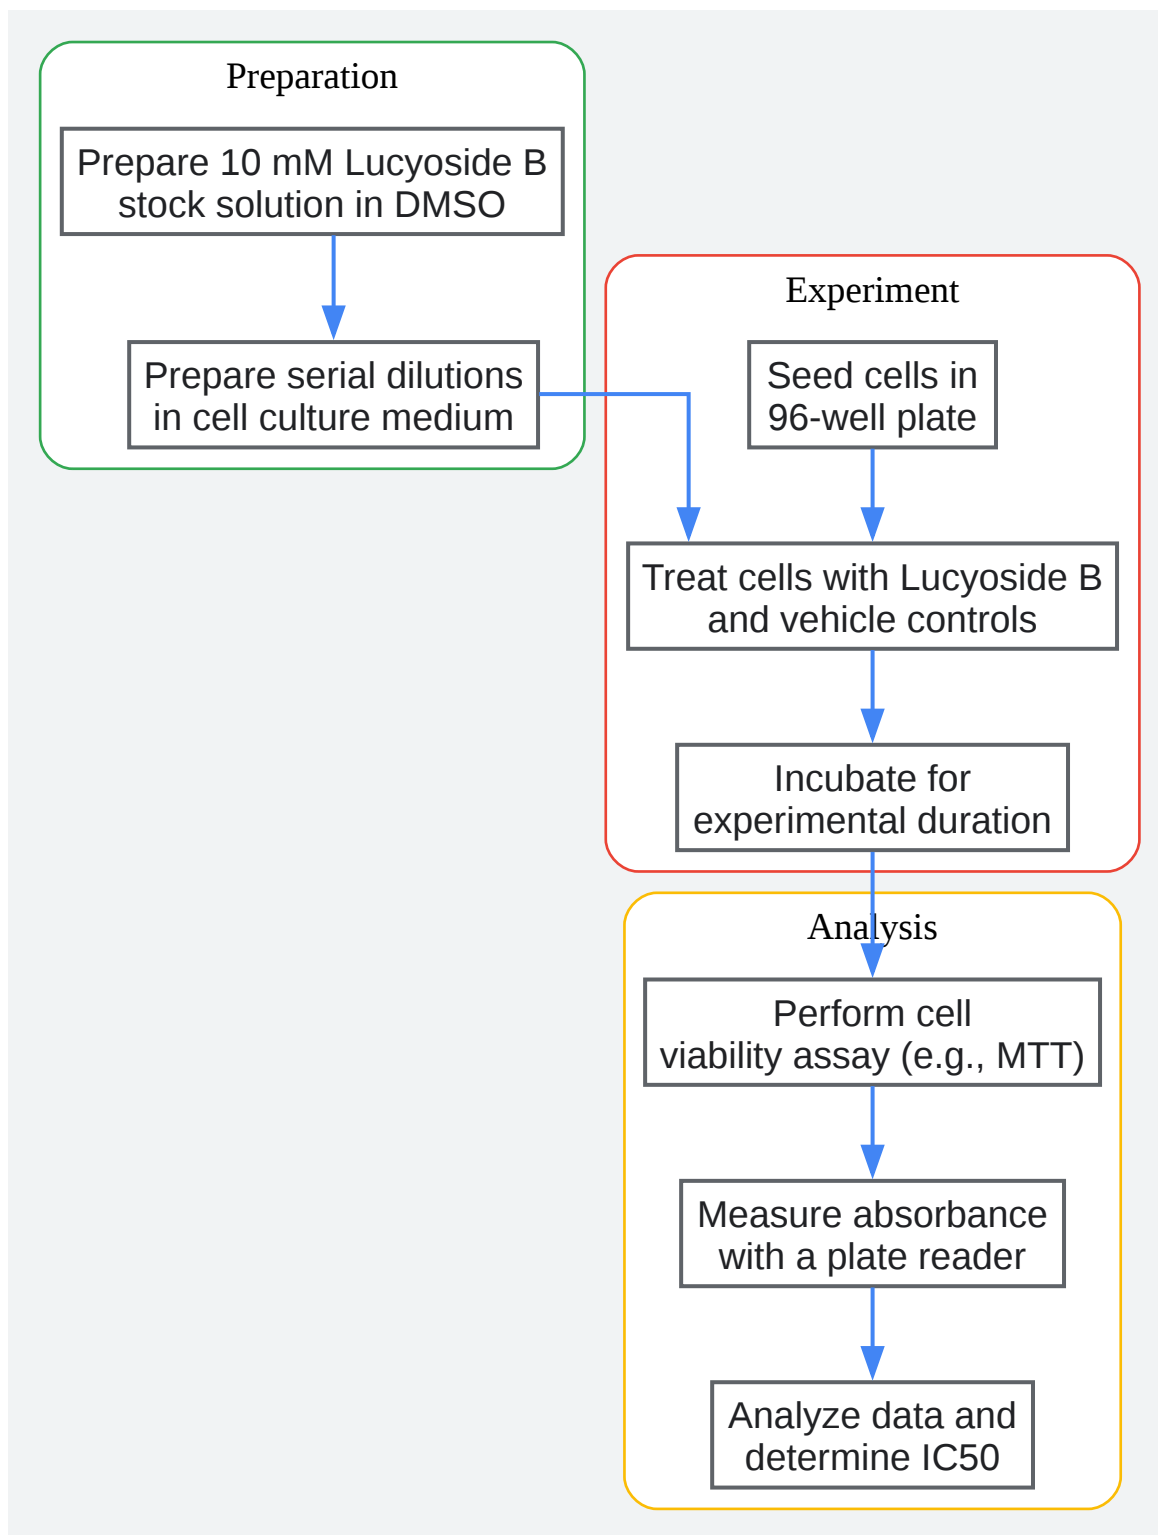 Preparation
Prepare 10 mM Lucyoside B
stock solution in DMSO
Prepare serial dilutions
in cell culture medium
Experiment
Seed cells in
96-well plate
Treat cells with Lucyoside B
and vehicle controls
Incubate for
experimental duration
Analysis
Perform cell
viability assay (e.g., MTT)
Measure absorbance
with a plate reader
Analyze data and
determine IC50